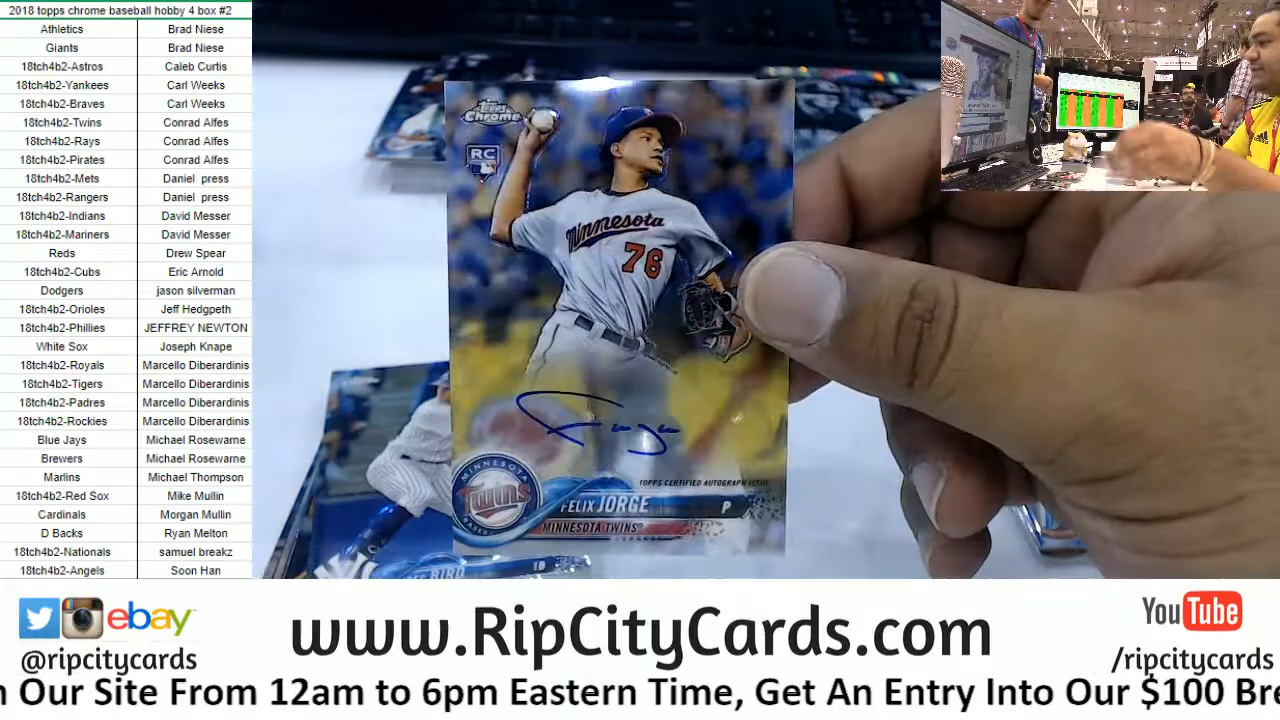 2018 topps chrome baseball hobby 4 box #2
Athletics Brad Niese
Giants Brad Niese
18tch4b2-Astros Caleb Curtis
18tch4b2-Yankees Carl Weeks
18tch4b2-Braves Carl Weeks
18tch4b2-Twins Conrad Alfes
18tch4b2-Rays Conrad Alfes
18tch4b2-Pirates Conrad Alfes
18tch4b2-Mets Daniel press
18tch4b2-Rangers Daniel press
18tch4b2-Indians David Messer
18tch4b2-Mariners David Messer
Reds Drew Spear
18tch4b2-Cubs Eric Arnold
Dodgers jason silverman
18tch4b2-Orioles Jeff Hedgpeth
18tch4b2-Phillies JEFFREY NEWTON
White Sox Joseph Knape
18tch4b2-Royals Marcello Diberardinis
18tch4b2-Tigers Marcello Diberardinis
18tch4b2-Padres Marcello Diberardinis
18tch4b2-Rockies Marcello Diberardinis
Blue Jays Michael Rosewarne
Brewers Michael Rosewarne
Marlins Michael Thompson
18tch4b2-Red Sox Mike Mullin
Cardinals Morgan Mullin
D Backs Ryan Melton
18tch4b2-Nationals samuel breakz
18tch4b2-Angels Soon Han
Topps
Chrome
RC
Minnesota
76
TOPPS CERTIFIED AUTOGRAPH ISSUE
MINNESOTA
Twins
BASEBALL
FELIX JORGE P
MINNESOTA TWINS
BIRD 1B
ebay
@ripcitycards
www.RipCityCards.com
YouTube
/ripcitycards
n Our Site From 12am to 6pm Eastern Time, Get An Entry Into Our $100 Bre